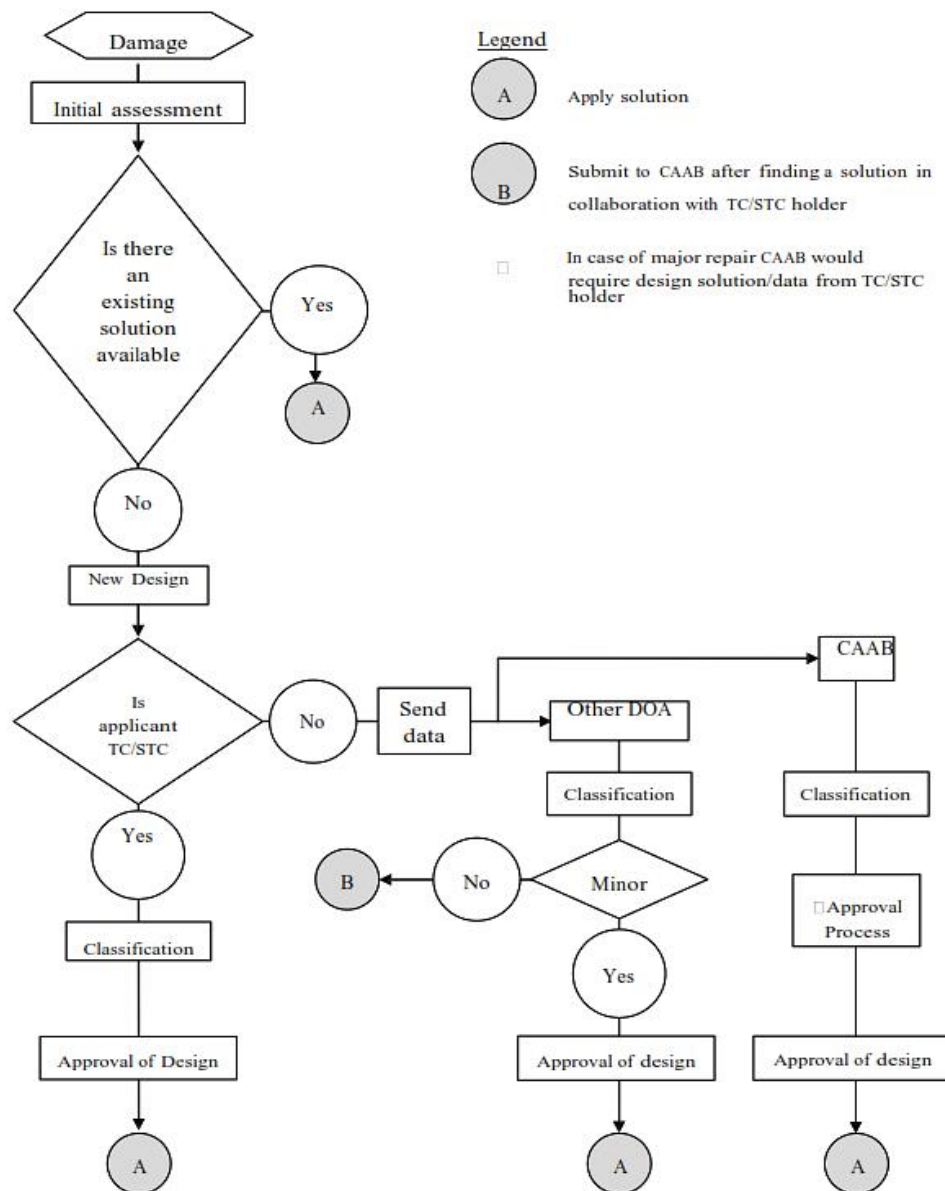 Damage
Initial assessment
Is there
an
existing
solution
available
Yes
A
No
New Design
Is
applicant
TC/STC
No
Send
data
Other DOA
CAAB
Classification
Classification
Yes
B
No
Minor
□Approval
Process
Classification
Yes
Approval of Design
Approval of design
Approval of design
A
A
A
Legend
A
Apply solution
B
Submit to CAAB after finding a solution in
collaboration with TC/STC holder
□
In case of major repair CAAB would
require design solution/data from TC/STC
holder